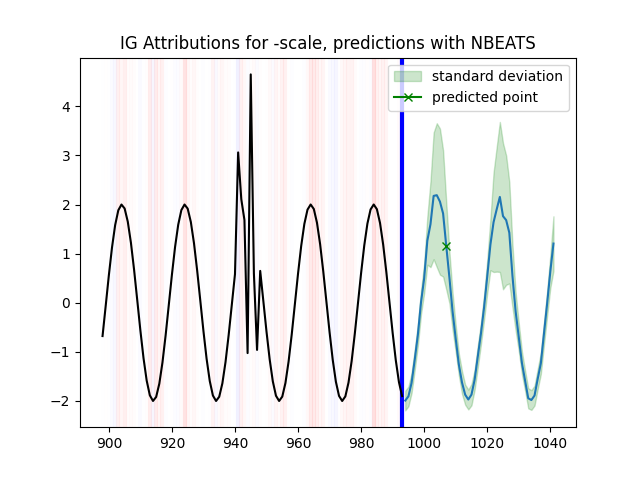 IG Attributions for -scale, predictions with NBEATS
standard deviation
predicted point
4
3
2
1
0
−1
−2
900 920 940 960 980 1000 1020 1040